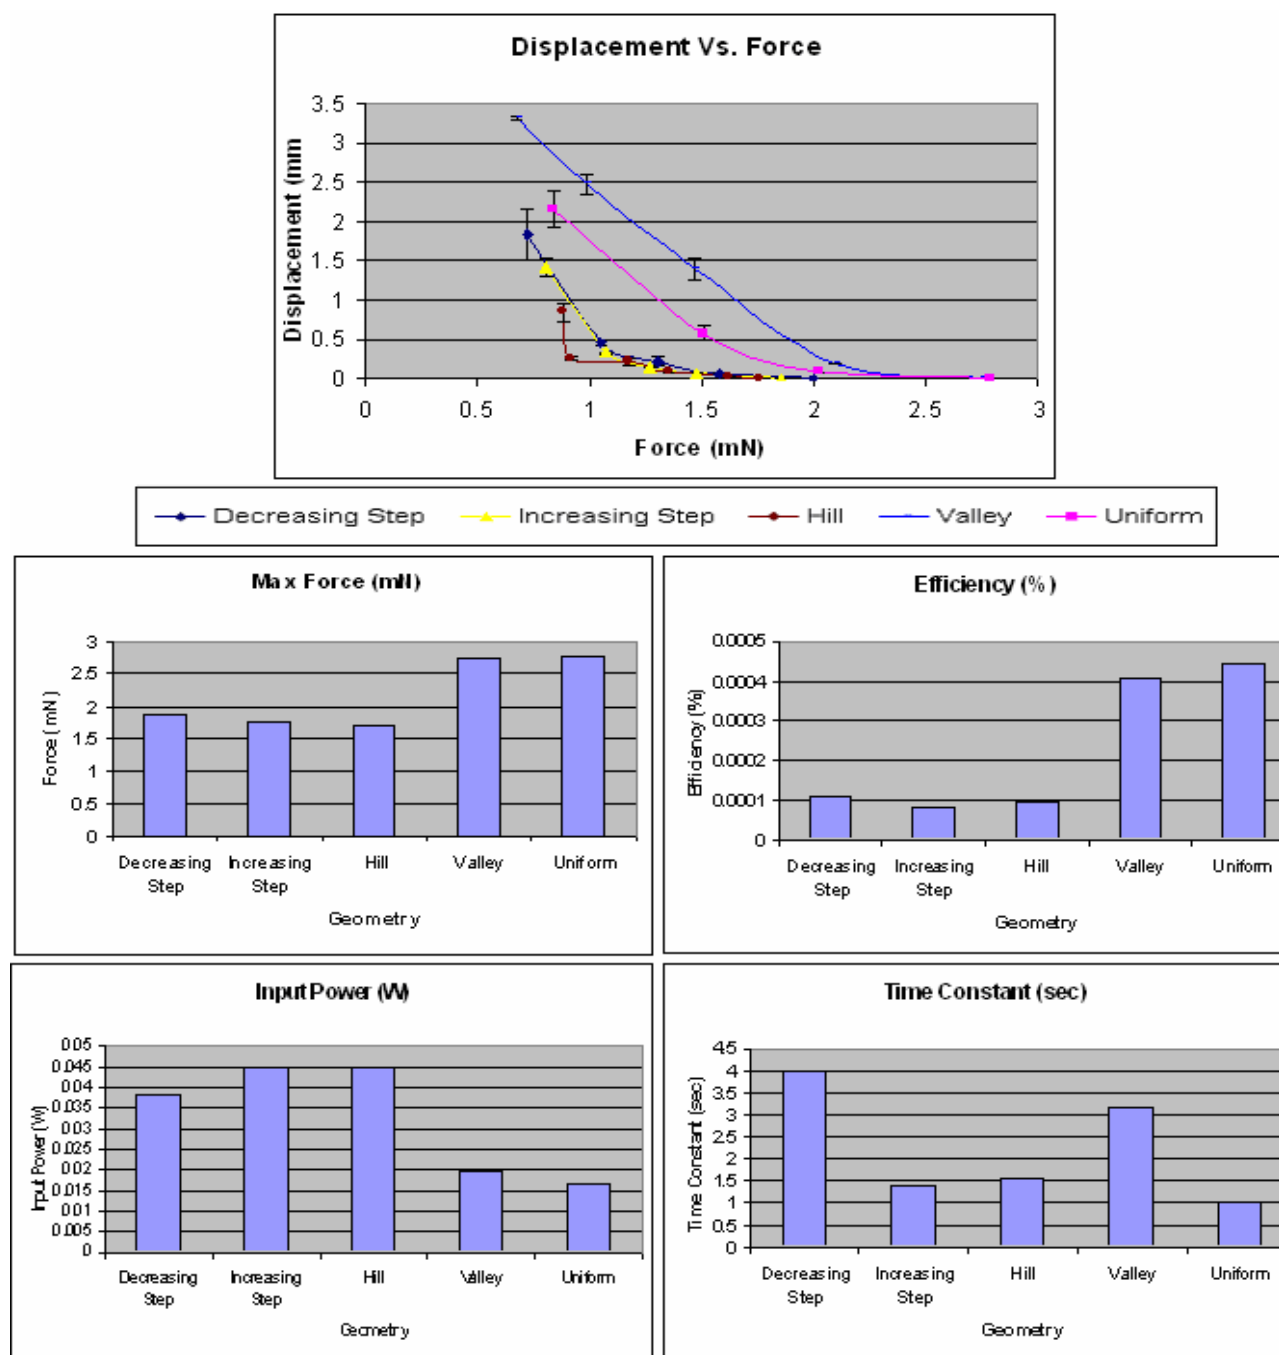 Displacement Vs. Force
Displacement (mm
3.5
3
2.5
2
1.5
1
0.5
0
0 0.5 1 1.5 2 2.5 3
Force (mN)
Decreasing Step Increasing Step Hill Valley Uniform
Max Force (mN)
Force (mN)
3
2.5
2
1.5
1
0.5
0
Decreasing Step Increasing Step Hill Valley Uniform
Geometry
Efficiency (%)
Efficiency (%)
0.0005
0.0004
0.0003
0.0002
0.0001
0
Decreasing Step Increasing Step Hill Valley Uniform
Geometry
Input Power (W)
Input Power (W)
0.05
0.045
0.04
0.035
0.03
0.025
0.02
0.015
0.01
0.005
0
Decreasing Step Increasing Step Hill Valley Uniform
Geometry
Time Constant (sec)
Time Constant (sec)
4.5
4
3.5
3
2.5
2
1.5
1
0.5
0
Decreasing Step Increasing Step Hill Valley Uniform
Geometry